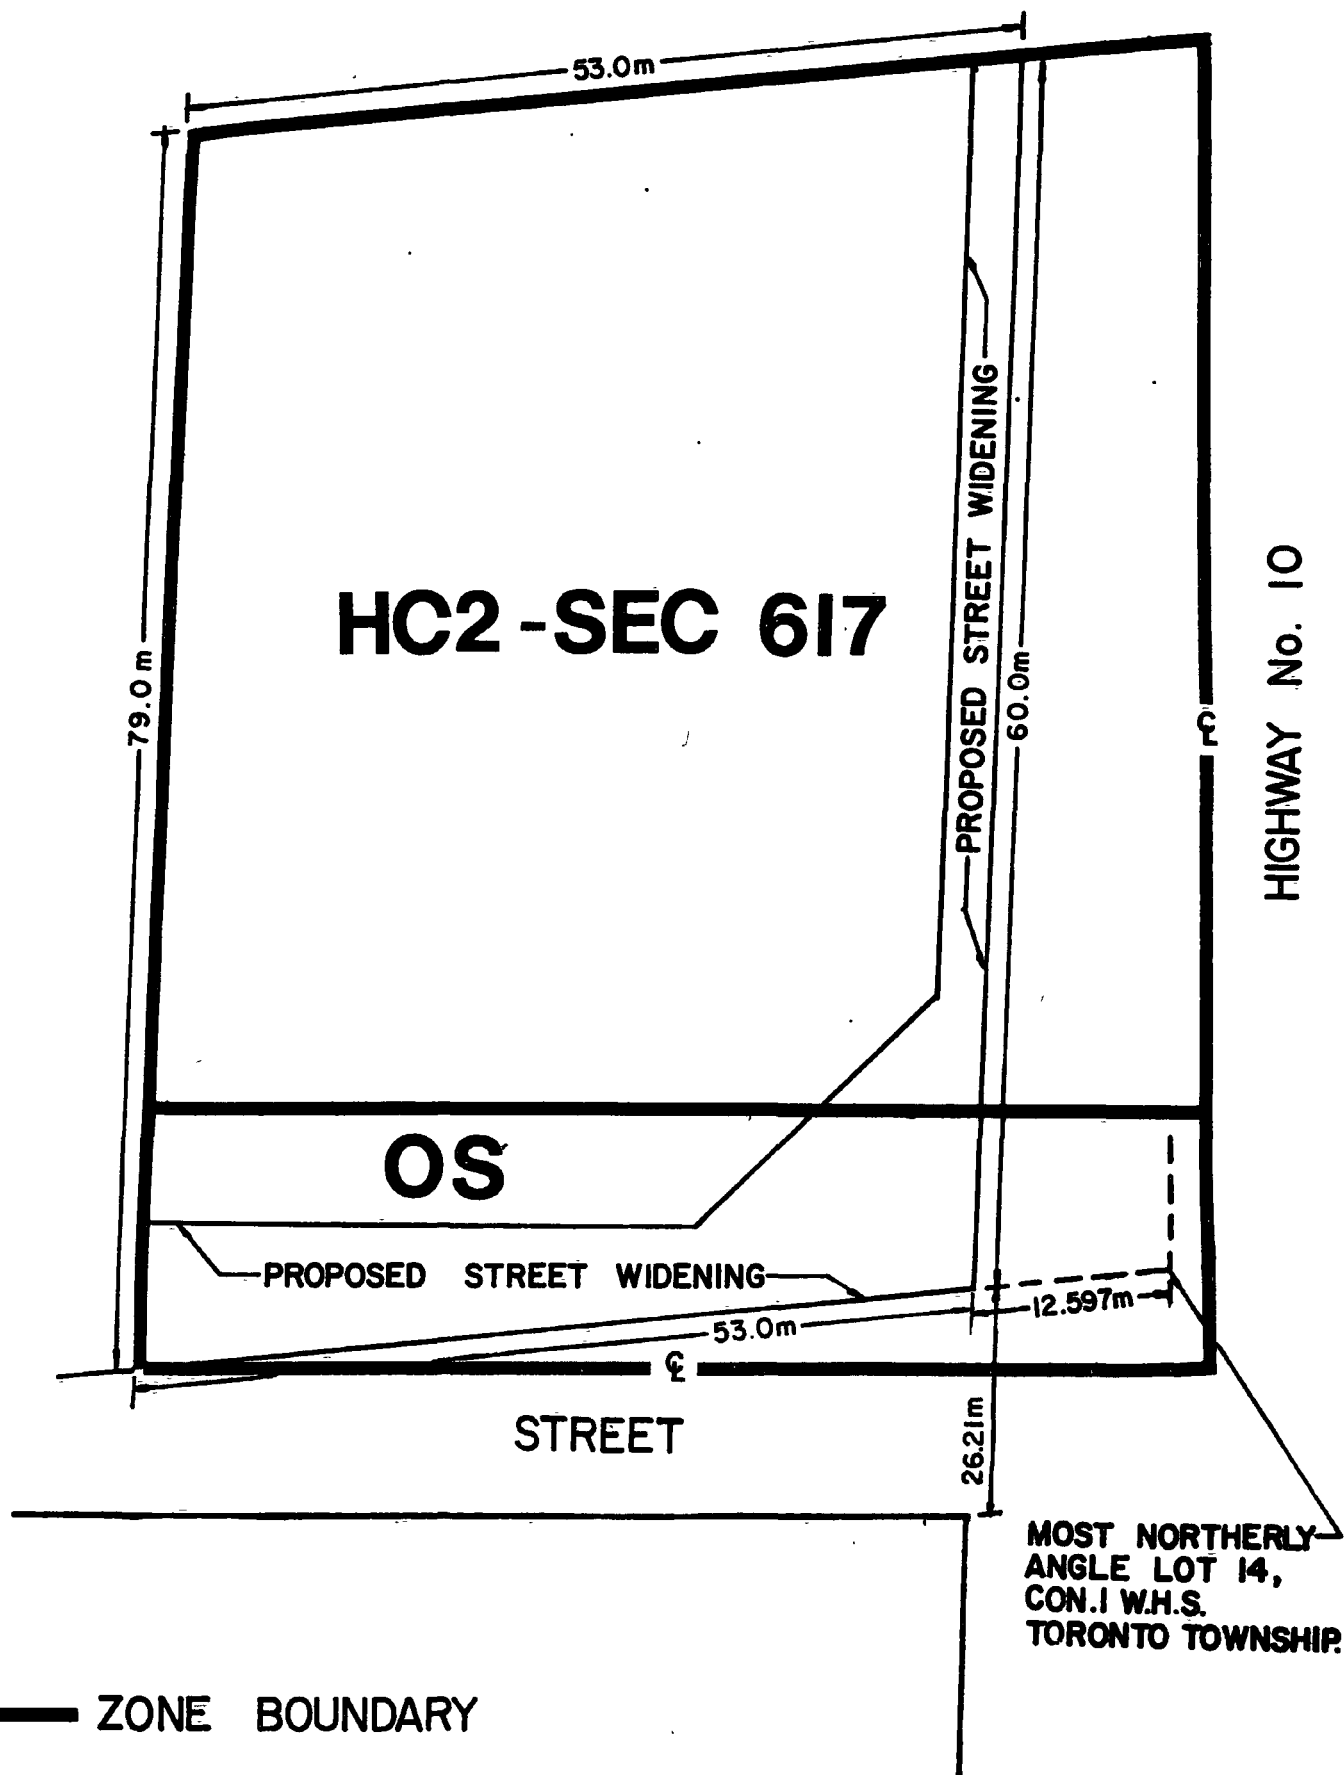 53.0m
79.0m
HC2-SEC 617
PROPOSED STREET WIDENING
60.0m
℄
HIGHWAY No. 10
OS
PROPOSED STREET WIDENING
12.597m
53.0m
℄
STREET
26.21m
MOST NORTHERLY
ANGLE LOT 14,
CON.1 W.H.S.
TORONTO TOWNSHIP.
ZONE BOUNDARY